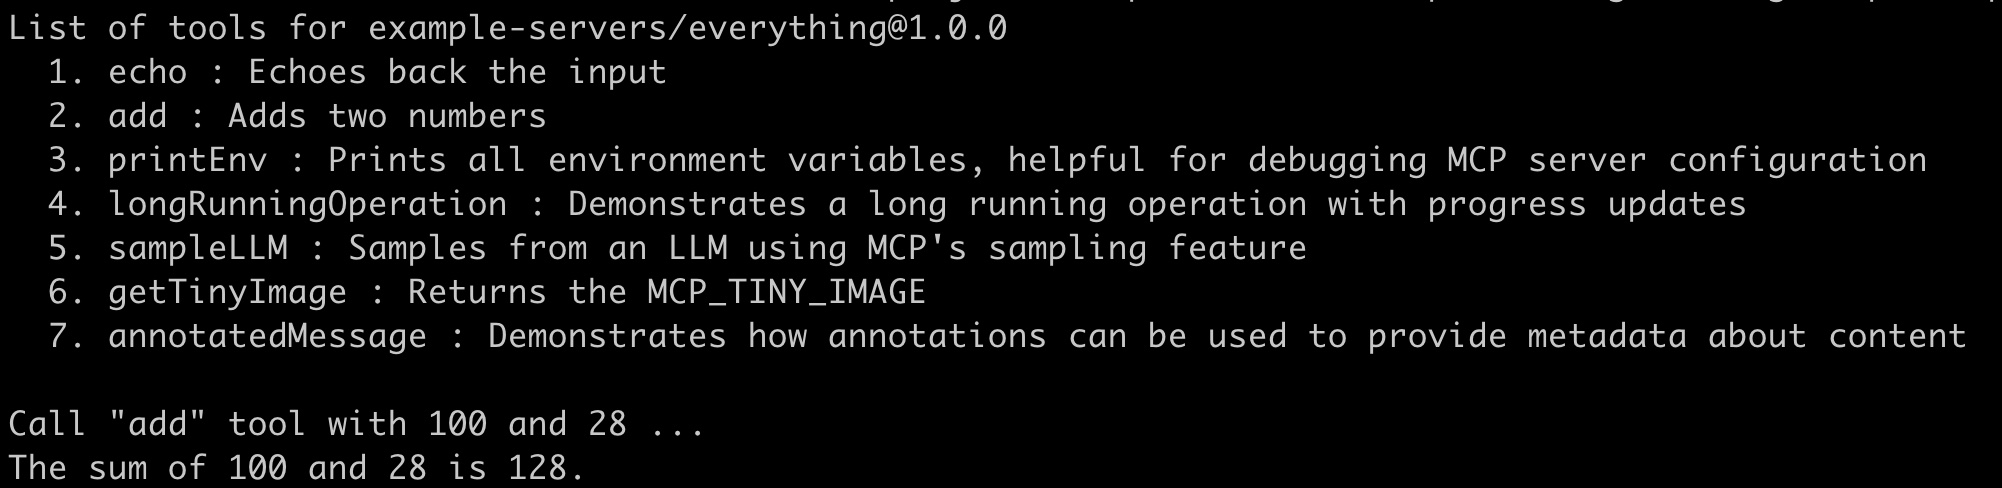 List of tools for example-servers/everything@1.0.0
  1. echo : Echoes back the input
  2. add : Adds two numbers
  3. printEnv : Prints all environment variables, helpful for debugging MCP server configuration
  4. longRunningOperation : Demonstrates a long running operation with progress updates
  5. sampleLLM : Samples from an LLM using MCP's sampling feature
  6. getTinyImage : Returns the MCP_TINY_IMAGE
  7. annotatedMessage : Demonstrates how annotations can be used to provide metadata about content

Call "add" tool with 100 and 28 ...
The sum of 100 and 28 is 128.